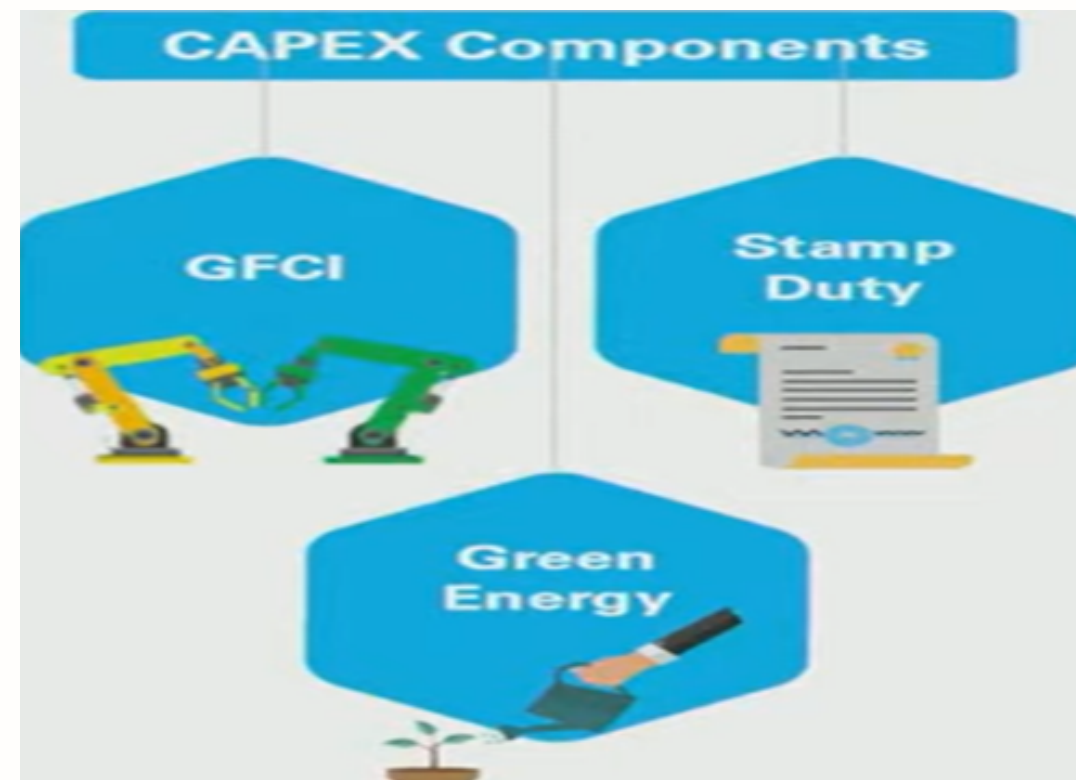 CAPEX Components
GFCI
Stamp
Duty
Green
Energy